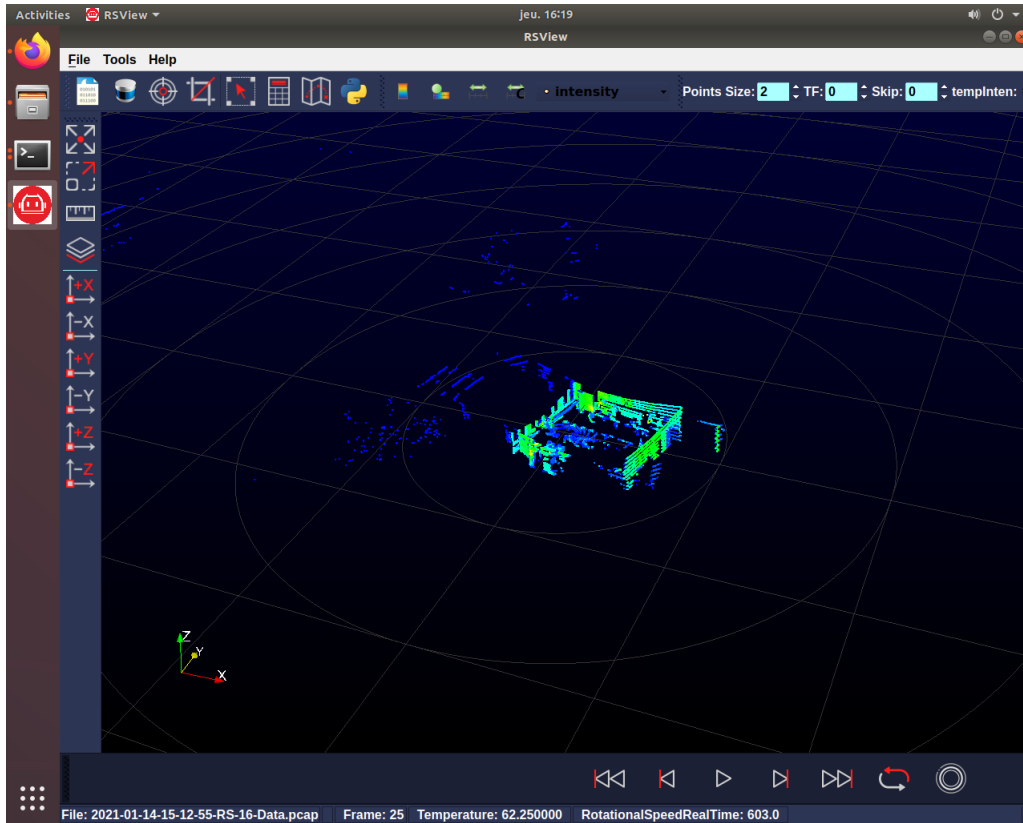 Activities RSView jeu. 16:19
RSView
File Tools Help
intensity Points Size: 2 TF: 0 Skip: 0 tempInten:
+X
-X
+Y
-Y
+Z
-Z
Z
Y
X
File: 2021-01-14-15-12-55-RS-16-Data.pcap Frame: 25 Temperature: 62.250000 RotationalSpeedRealTime: 603.0